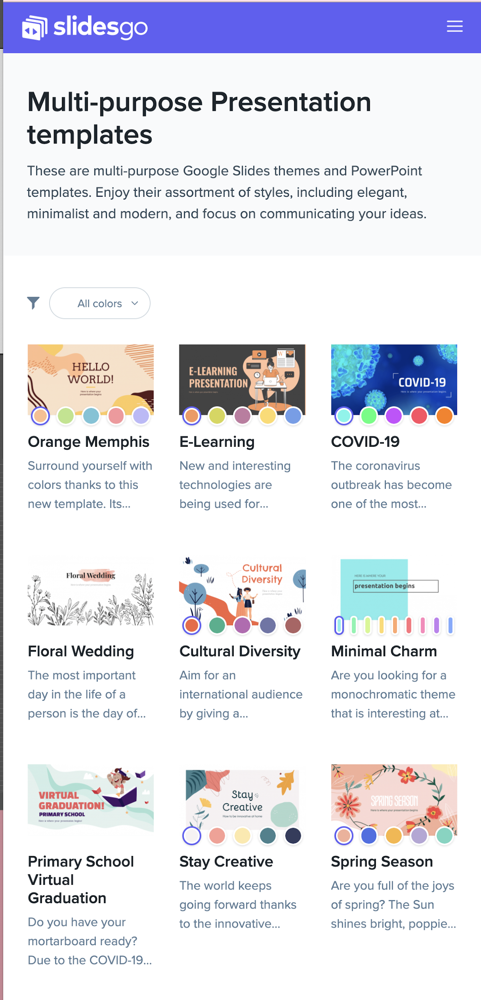 slidesgo
Multi-purpose Presentation
templates
These are multi-purpose Google Slides themes and PowerPoint
templates. Enjoy their assortment of styles, including elegant,
minimalist and modern, and focus on communicating your ideas.
All colors
HELLO
WORLD!
Here is where your
presentation begins
Orange Memphis
Surround yourself with
colors thanks to this
new template. Its...
W
E-LEARNING
PRESENTATION
Here is where your presentation begins
E-Learning
New and interesting
technologies are
being used for...
COVID-19
Here is where your presentation begins
COVID-19
The coronavirus
outbreak has become
one of the most...
Floral Wedding
Here is where your presentation begins
Floral Wedding
The most important
day in the life of a
person is the day of...
Cultural
Diversity
Here is where your
presentation begins
Cultural Diversity
Aim for an
international audience
by giving a...
HERE IS WHERE YOUR
presentation begins
Minimal Charm
Are you looking for a
monochromatic theme
that is interesting at...
VIRTUAL
GRADUATION!
PRIMARY SCHOOL
Here is where your presentation begins!
Primary School
Virtual
Graduation
Do you have your
mortarboard ready?
Due to the COVID-19...
Stay
Creative
How to be innovative at home
Stay Creative
The world keeps
going forward thanks
to the innovative...
SPRING SEASON
Here is where your presentation begins
Spring Season
Are you full of the joys
of spring? The Sun
shines bright, poppie...